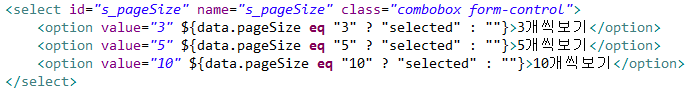 <select id="s_pageSize" name="s_pageSize" class="combobox form-control">
<option value="3" ${data.pageSize eq "3" ? "selected" : ""}>3개씩보기</option>
<option value="5" ${data.pageSize eq "5" ? "selected" : ""}>5개씩보기</option>
<option value="10" ${data.pageSize eq "10" ? "selected" : ""}>10개씩보기</option>
</select>